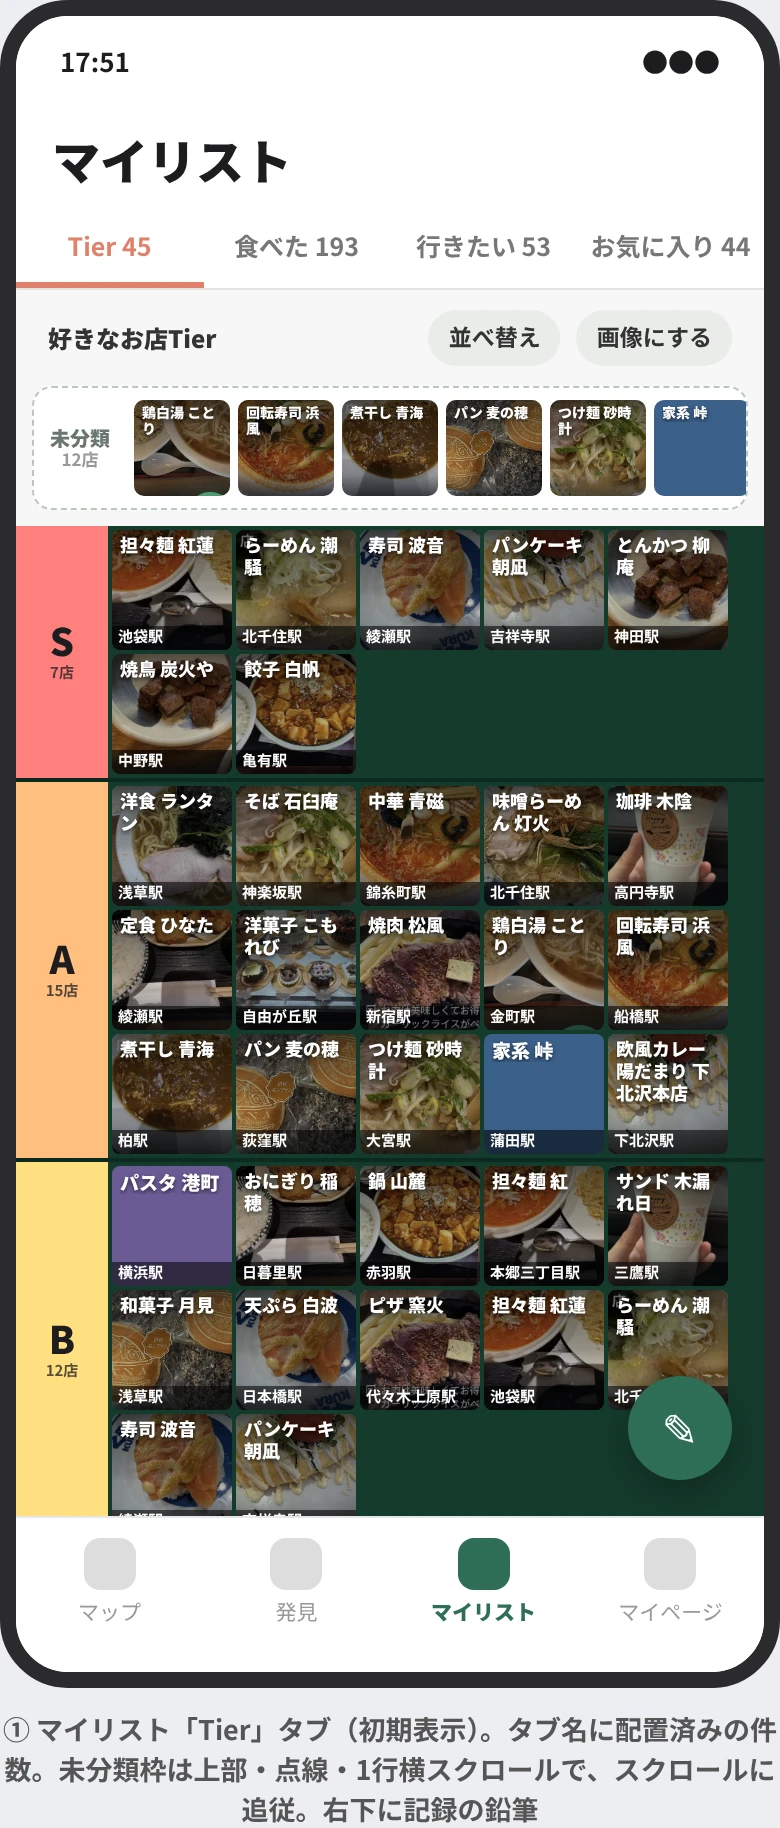 17:51
マイリスト
Tier 45 食べた 193 行きたい 53 お気に入り 44
好きなお店Tier 並べ替え 画像にする
未分類
12店
鶏白湯 こと
り
回転寿司 浜
風
煮干し 青海
パン 麦の穂
つけ麺 砂時
計
家系 峠
S
7店
担々麺 紅蓮
池袋駅
らーめん 潮
騒
北千住駅
寿司 波音
綾瀬駅
パンケーキ
朝凪
吉祥寺駅
とんかつ 柳
庵
神田駅
焼鳥 炭火や
中野駅
餃子 白帆
亀有駅
A
15店
洋食 ランタ
ン
浅草駅
そば 石臼庵
神楽坂駅
中華 青磁
錦糸町駅
味噌らーめ
ん 灯火
北千住駅
珈琲 木陰
高円寺駅
定食 ひなた
綾瀬駅
洋菓子 こも
れび
自由が丘駅
焼肉 松風
新宿駅
鶏白湯 こと
り
金町駅
回転寿司 浜
風
船橋駅
煮干し 青海
柏駅
パン 麦の穂
荻窪駅
つけ麺 砂時
計
大宮駅
家系 峠
蒲田駅
欧風カレー
陽だまり 下
北沢本店
下北沢駅
B
12店
パスタ 港町
横浜駅
おにぎり 稲
穂
日暮里駅
鍋 山麓
赤羽駅
担々麺 紅
本郷三丁目駅
サンド 木漏
れ日
三鷹駅
和菓子 月見
浅草駅
天ぷら 白波
日本橋駅
ピザ 窯火
代々木上原駅
担々麺 紅蓮
池袋駅
らーめん 潮
騒
北千
寿司 波音
パンケーキ
朝凪
マップ 発見 マイリスト マイページ
① マイリスト「Tier」タブ（初期表示）。タブ名に配置済みの件
数。未分類枠は上部・点線・1行横スクロールで、スクロールに
追従。右下に記録の鉛筆